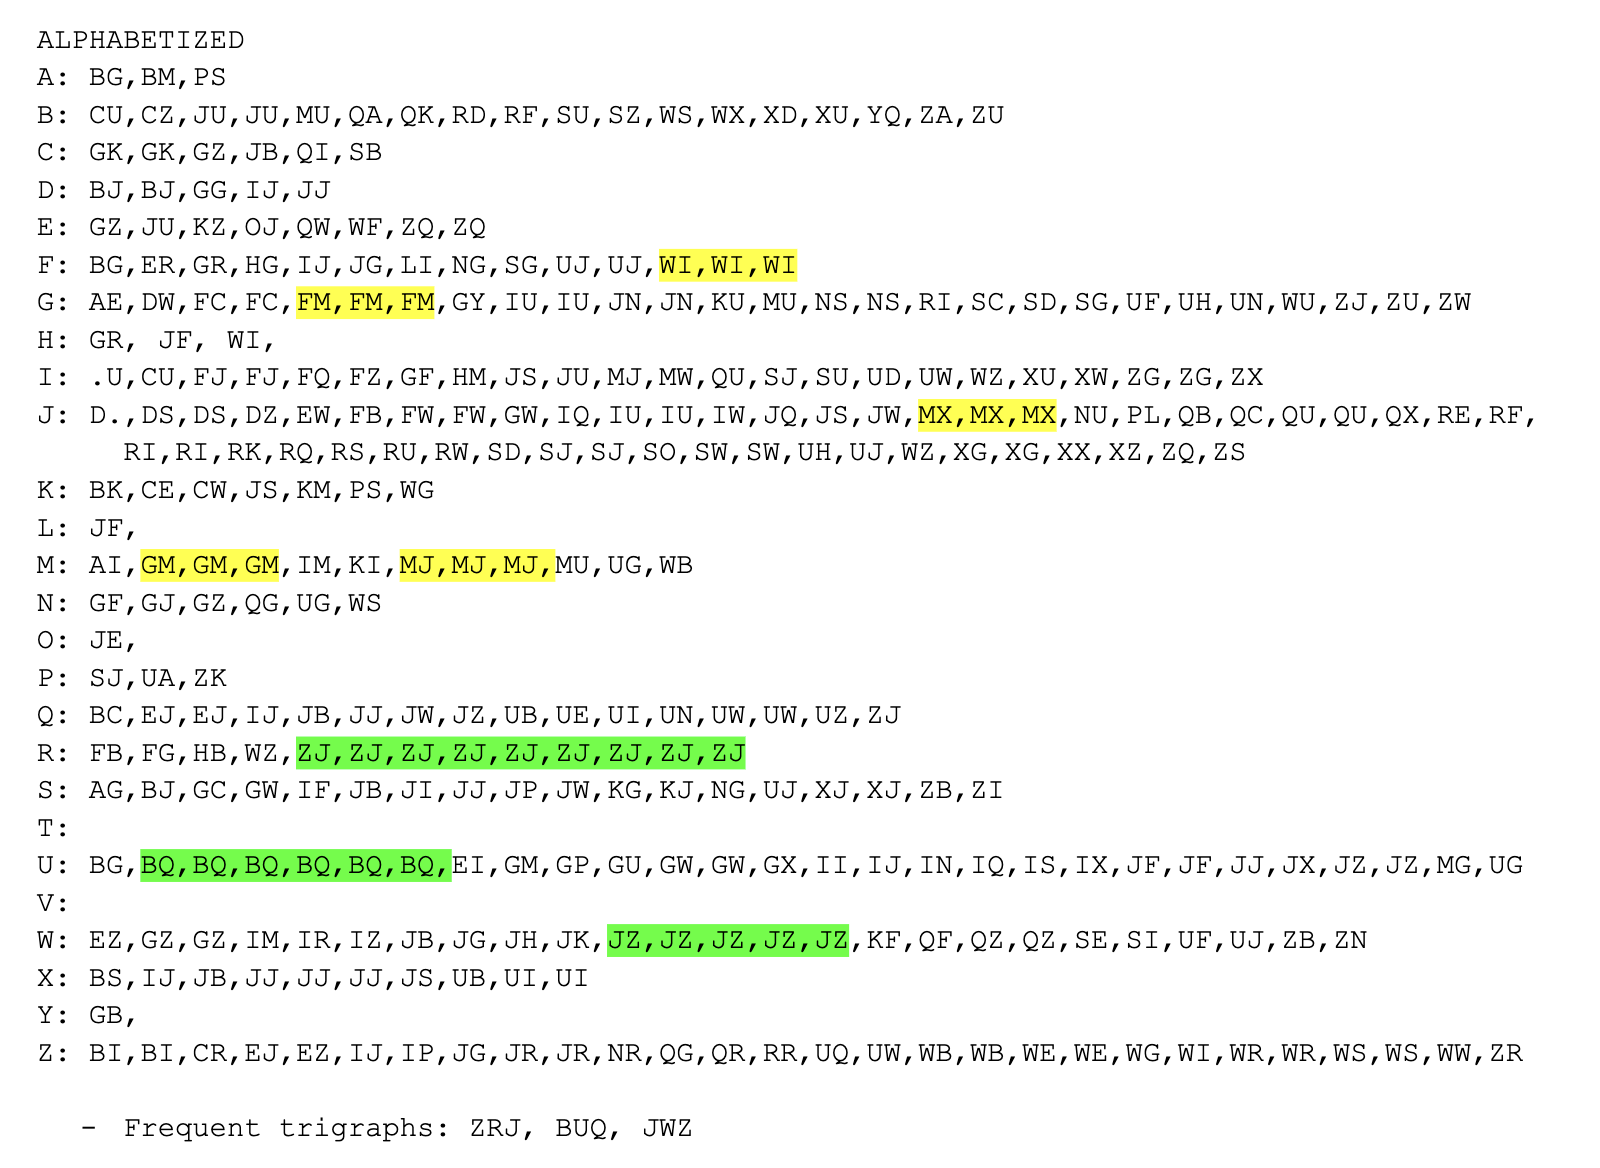 ALPHABETIZED
A: BG,BM,PS
B: CU,CZ,JU,JU,MU,QA,QK,RD,RF,SU,SZ,WS,WX,XD,XU,YQ,ZA,ZU
C: GK,GK,GZ,JB,QI,SB
D: BJ,BJ,GG,IJ,JJ
E: GZ,JU,KZ,OJ,QW,WF,ZQ,ZQ
F: BG,ER,GR,HG,IJ,JG,LI,NG,SG,UJ,UJ,WI,WI,WI
G: AE,DW,FC,FC,FM,FM,FM,GY,IU,IU,JN,JN,KU,MU,NS,NS,RI,SC,SD,SG,UF,UH,UN,WU,ZJ,ZU,ZW
H: GR, JF, WI,
I: .U,CU,FJ,FJ,FQ,FZ,GF,HM,JS,JU,MJ,MW,QU,SJ,SU,UD,UW,WZ,XU,XW,ZG,ZG,ZX
J: D.,DS,DS,DZ,EW,FB,FW,FW,GW,IQ,IU,IU,IW,JQ,JS,JW,MX,MX,MX,NU,PL,QB,QC,QU,QU,QX,RE,RF,
RI,RI,RK,RQ,RS,RU,RW,SD,SJ,SJ,SO,SW,SW,UH,UJ,WZ,XG,XG,XX,XZ,ZQ,ZS
K: BK,CE,CW,JS,KM,PS,WG
L: JF,
M: AI,GM,GM,GM,IM,KI,MJ,MJ,MJ,MU,UG,WB
N: GF,GJ,GZ,QG,UG,WS
O: JE,
P: SJ,UA,ZK
Q: BC,EJ,EJ,IJ,JB,JJ,JW,JZ,UB,UE,UI,UN,UW,UW,UZ,ZJ
R: FB,FG,HB,WZ,ZJ,ZJ,ZJ,ZJ,ZJ,ZJ,ZJ,ZJ,ZJ
S: AG,BJ,GC,GW,IF,JB,JI,JJ,JP,JW,KG,KJ,NG,UJ,XJ,XJ,ZB,ZI
T:
U: BG,BQ,BQ,BQ,BQ,BQ,BQ,EI,GM,GP,GU,GW,GW,GX,II,IJ,IN,IQ,IS,IX,JF,JF,JJ,JX,JZ,JZ,MG,UG
V:
W: EZ,GZ,GZ,IM,IR,IZ,JB,JG,JH,JK,JZ,JZ,JZ,JZ,JZ,KF,QF,QZ,QZ,SE,SI,UF,UJ,ZB,ZN
X: BS,IJ,JB,JJ,JJ,JJ,JS,UB,UI,UI
Y: GB,
Z: BI,BI,CR,EJ,EZ,IJ,IP,JG,JR,JR,NR,QG,QR,RR,UQ,UW,WB,WB,WE,WE,WG,WI,WR,WR,WS,WS,WW,ZR
- Frequent trigraphs: ZRJ, BUQ, JWZ